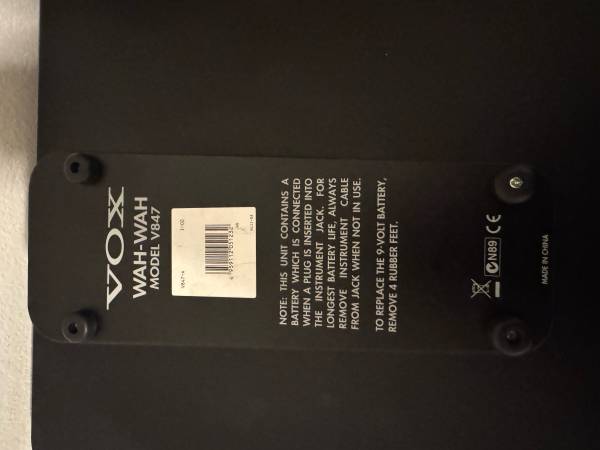 VOX
WAH-WAH
MODEL V847
V847-A
NOTE: THIS UNIT CONTAINS A
BATTERY WHICH IS CONNECTED
WHEN A PLUG IS INSERTED INTO
THE INSTRUMENT JACK. FOR
LONGEST BATTERY LIFE, ALWAYS
REMOVE INSTRUMENT CABLE
FROM JACK WHEN NOT IN USE.
TO REPLACE THE 9-VOLT BATTERY,
REMOVE 4 RUBBER FEET.
N89 CE
MADE IN CHINA